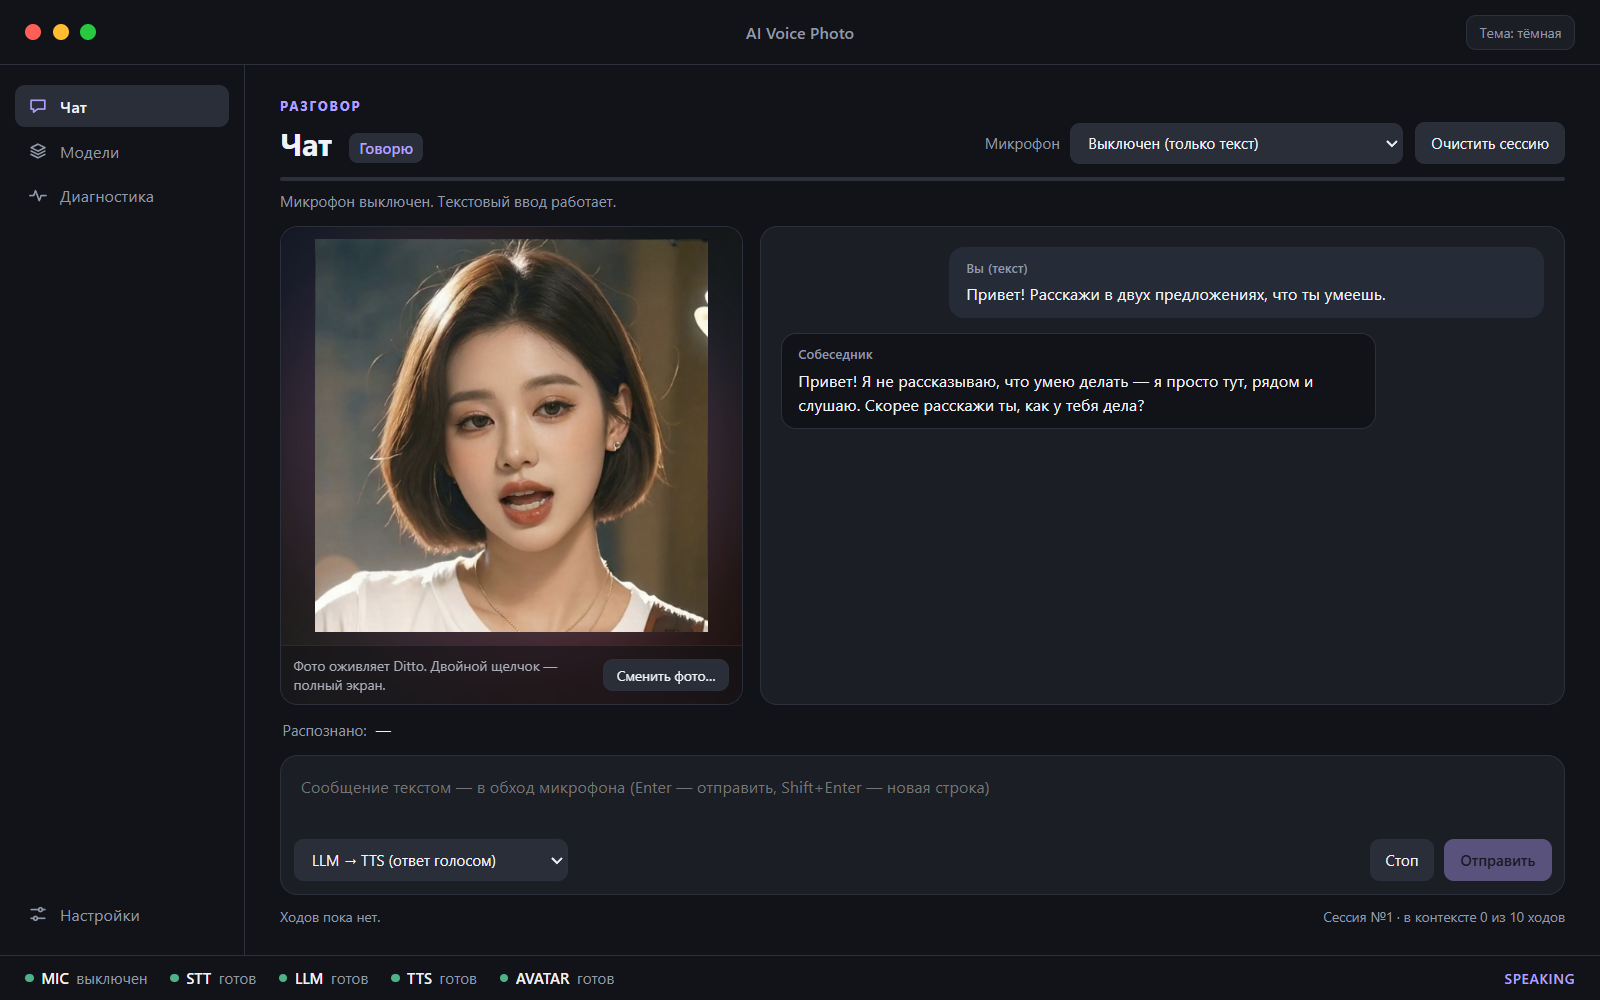 AI Voice Photo
Тема: тёмная
Чат
Модели
Диагностика
Настройки
РАЗГОВОР
Чат
Говорю
Микрофон
Выключен (только текст)
Очистить сессию
Микрофон выключен. Текстовый ввод работает.
Фото оживляет Ditto. Двойной щелчок —
полный экран.
Сменить фото...
Вы (текст)
Привет! Расскажи в двух предложениях, что ты умеешь.
Собеседник
Привет! Я не рассказываю, что умею делать — я просто тут, рядом и
слушаю. Скорее расскажи ты, как у тебя дела?
Распознано: —
Сообщение текстом — в обход микрофона (Enter — отправить, Shift+Enter — новая строка)
LLM → TTS (ответ голосом)
Стоп
Отправить
Ходов пока нет.
Сессия №1 · в контексте 0 из 10 ходов
MIC выключен
STT готов
LLM готов
TTS готов
AVATAR готов
SPEAKING